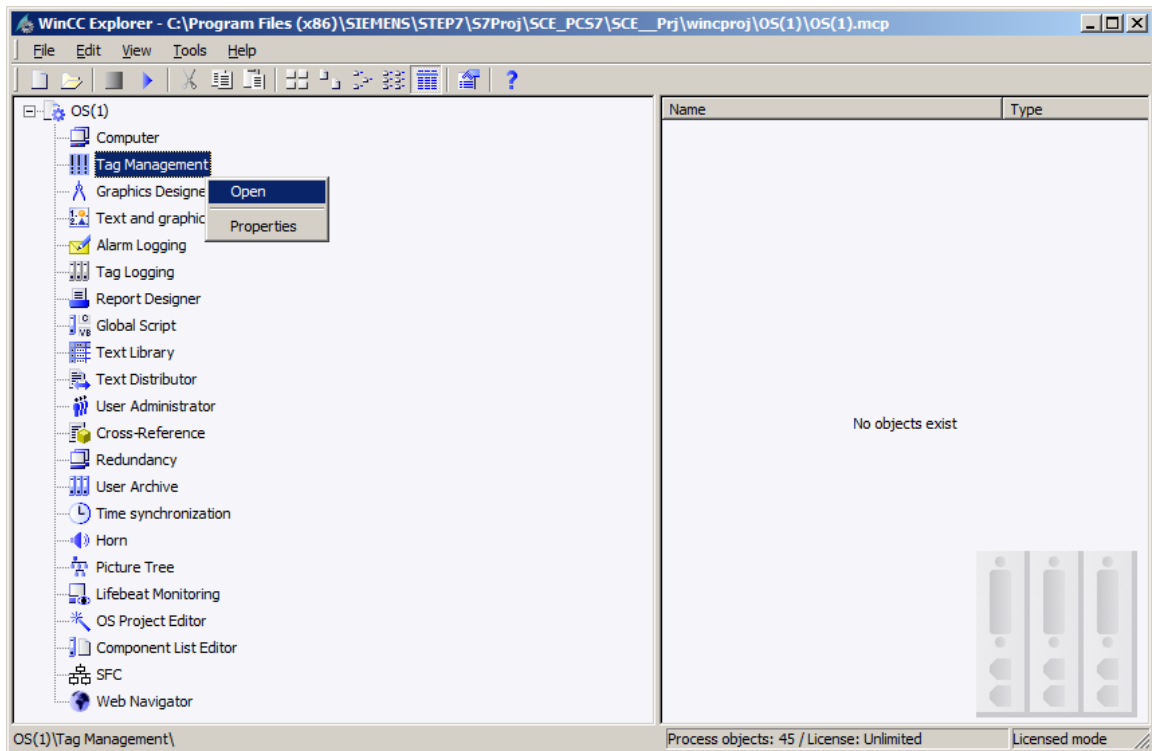 WinCC Explorer - C:\Program Files (x86)\SIEMENS\STEP7\S7Proj\SCE_PCS7\SCE__Prj\wincproj\OS(1)\OS(1).mcp
File Edit View Tools Help
Name Type
OS(1)
Computer
Tag Management
Graphics Designe
Open
Text and graphic
Properties
Alarm Logging
Tag Logging
Report Designer
Global Script
Text Library
Text Distributor
User Administrator
Cross-Reference
No objects exist
Redundancy
User Archive
Time synchronization
Horn
Picture Tree
Lifebeat Monitoring
OS Project Editor
Component List Editor
SFC
Web Navigator
OS(1)\Tag Management\ Process objects: 45 / License: Unlimited Licensed mode